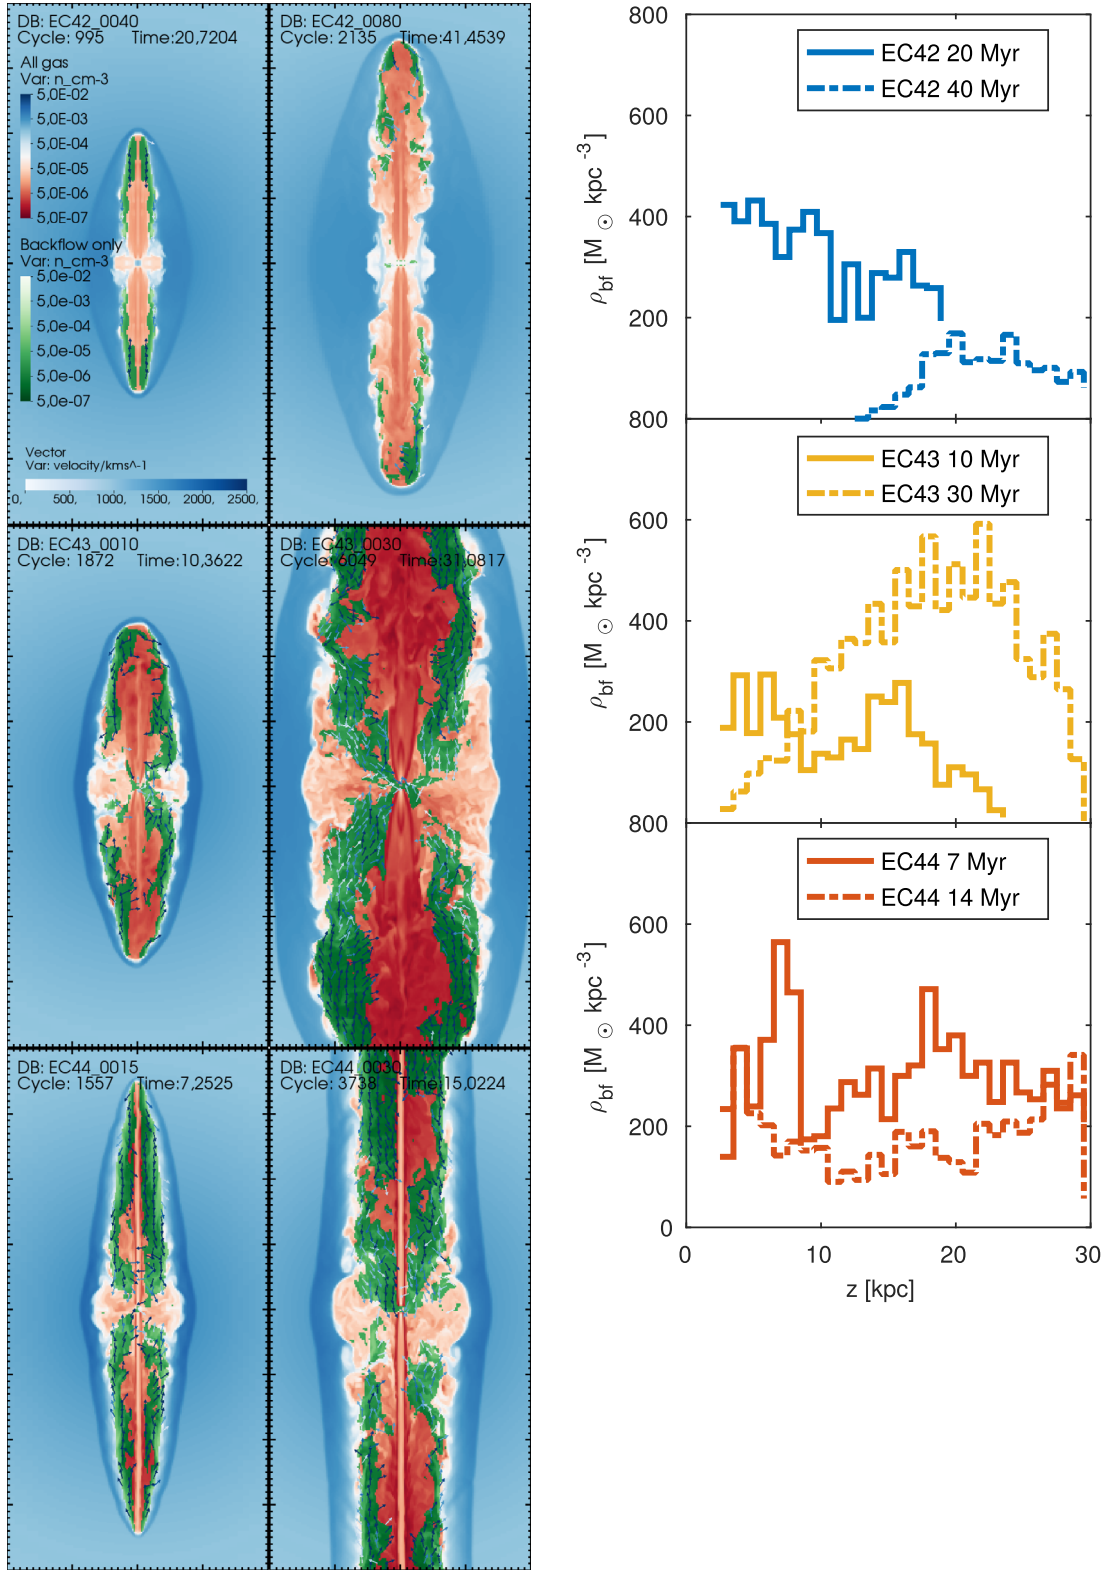 DB: EC42_0040
Cycle: 995 Time:20,7204
All gas
Var: n_cm-3
5,0E-02
5,0E-03
5,0E-04
5,0E-05
5,0E-06
5,0E-07
Backflow only
Var: n_cm-3
5,0e-02
5,0e-03
5,0e-04
5,0e-05
5,0e-06
5,0e-07
Vector
Var: velocity/kms^-1
0, 500, 1000, 1500, 2000, 2500,
DB: EC42_0080
Cycle: 2135 Time:41,4539
DB: EC43_0010
Cycle: 1872 Time:10,3622
DB: EC43_0030
Cycle: 6049 Time:31,0817
DB: EC44_0015
Cycle: 1557 Time:7,2525
DB: EC44_0030
Cycle: 3738 Time:15,0224
800
600
400
200
ρbf [M ⊙ kpc -3]
EC42 20 Myr
EC42 40 Myr
800
600
400
200
ρbf [M ⊙ kpc -3]
EC43 10 Myr
EC43 30 Myr
800
600
400
200
0
ρbf [M ⊙ kpc -3]
EC44 7 Myr
EC44 14 Myr
0 10 20 30
z [kpc]